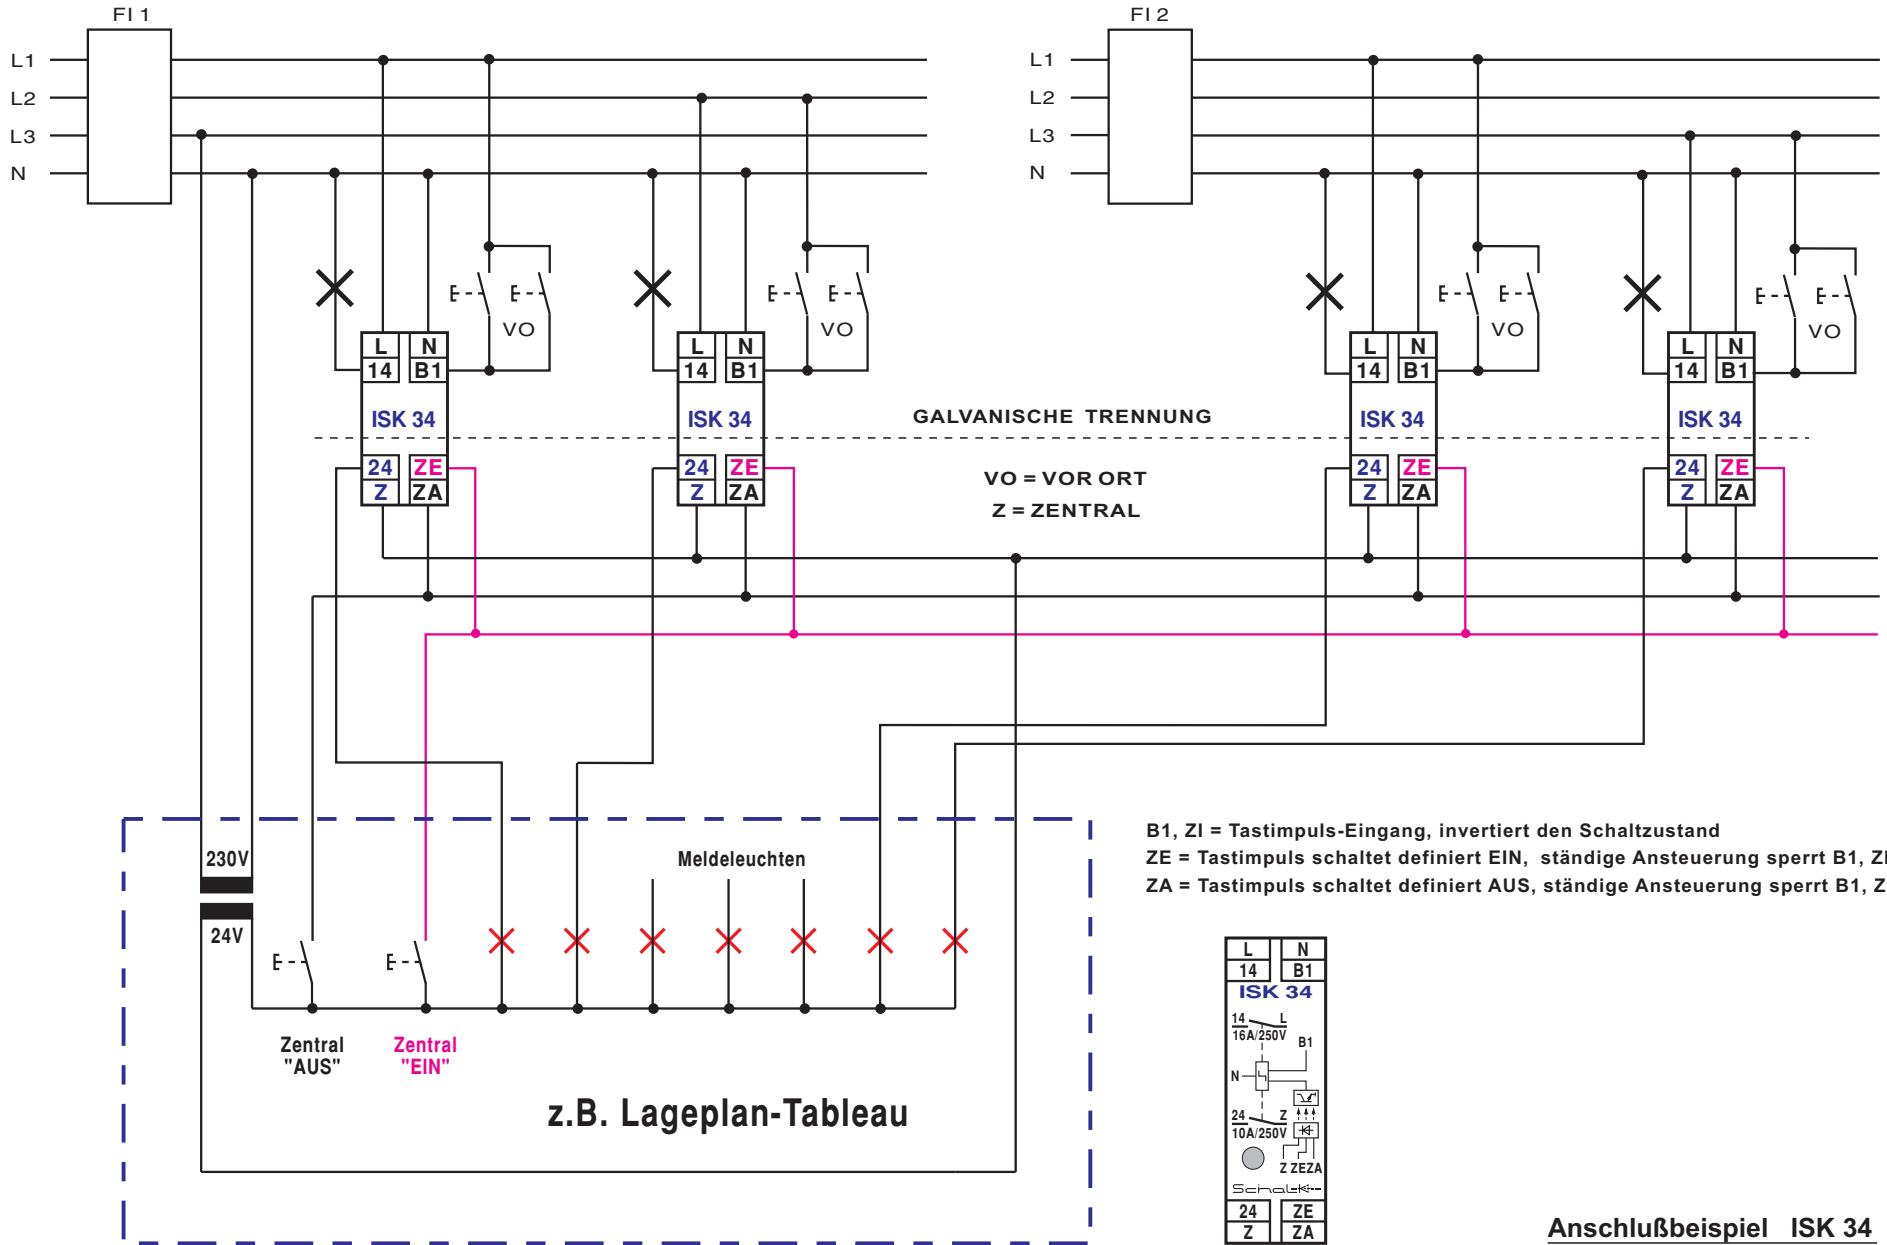 FI 1
FI 2
L1
L1
L2
L2
L3
L3
N
N
VO
VO
VO
VO
L N
14 B1
ISK 34
24 ZE
Z ZA
L N
14 B1
ISK 34
24 ZE
Z ZA
L N
14 B1
ISK 34
24 ZE
Z ZA
L N
14 B1
ISK 34
24 ZE
Z ZA
GALVANISCHE TRENNUNG
VO = VOR ORT
Z = ZENTRAL
230V
24V
Meldeleuchten
Zentral
"AUS"
Zentral
"EIN"
z.B. Lageplan-Tableau
B1, ZI = Tastimpuls-Eingang, invertiert den Schaltzustand
ZE = Tastimpuls schaltet definiert EIN, ständige Ansteuerung sperrt B1,
ZA = Tastimpuls schaltet definiert AUS, ständige Ansteuerung sperrt B1,
L N
14 B1
ISK 34
14 L
16A/250V
B1
N
24 Z
10A/250V
Z ZE ZA
Schalk
24 ZE
Z ZA
Anschlußbeispiel ISK 34